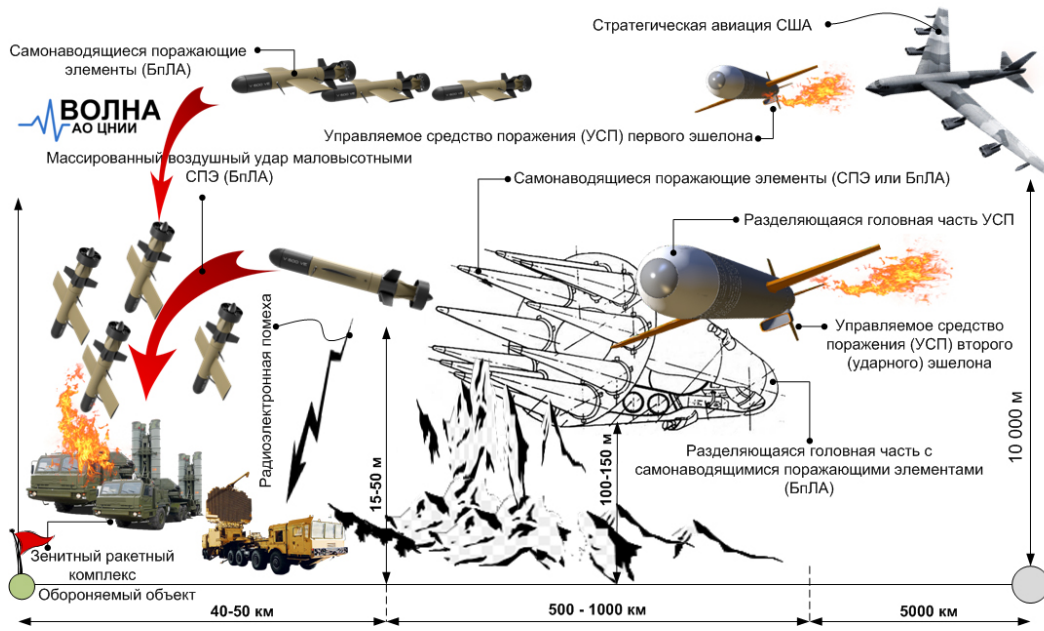 Стратегическая авиация США
Самонаводящиеся поражающие
элементы (БпЛА)
ВОЛНА
АО ЦНИИ
Управляемое средство поражения (УСП) первого эшелона
Массированный воздушный удар маловысотными
СПЭ (БпЛА)
Самонаводящиеся поражающие элементы (СПЭ или БпЛА)
Разделяющаяся головная часть УСП
Управляемое средство
поражения (УСП) второго
(ударного) эшелона
Радиоэлектронная помеха
15-50 м
100-150 м
10 000 м
Разделяющаяся головная часть с
самонаводящимися поражающими элементами
(БпЛА)
Зенитный ракетный
комплекс
Обороняемый объект
40-50 км
500 - 1000 км
5000 км